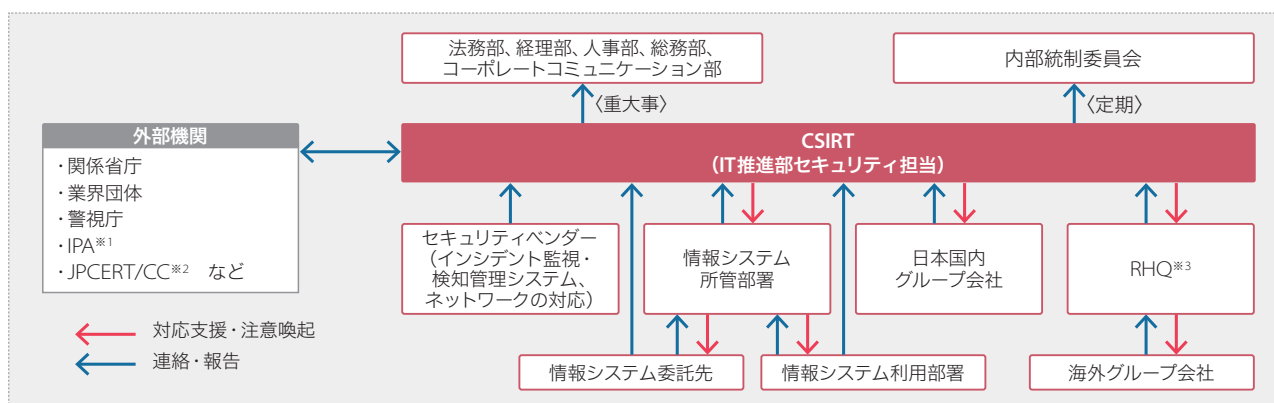 法務部、経理部、人事部、総務部、
コーポレートコミュニケーション部
内部統制委員会
〈重大事〉
〈定期〉
外部機関
・関係省庁
・業界団体
・警視庁
・IPA※1
・JPCERT/CC※2 など
CSIRT
（IT推進部セキュリティ担当）
セキュリティベンダー
（インシデント監視・
検知管理システム、
ネットワークの対応）
情報システム
所管部署
日本国内
グループ会社
RHQ※3
対応支援・注意喚起
連絡・報告
情報システム委託先
情報システム利用部署
海外グループ会社